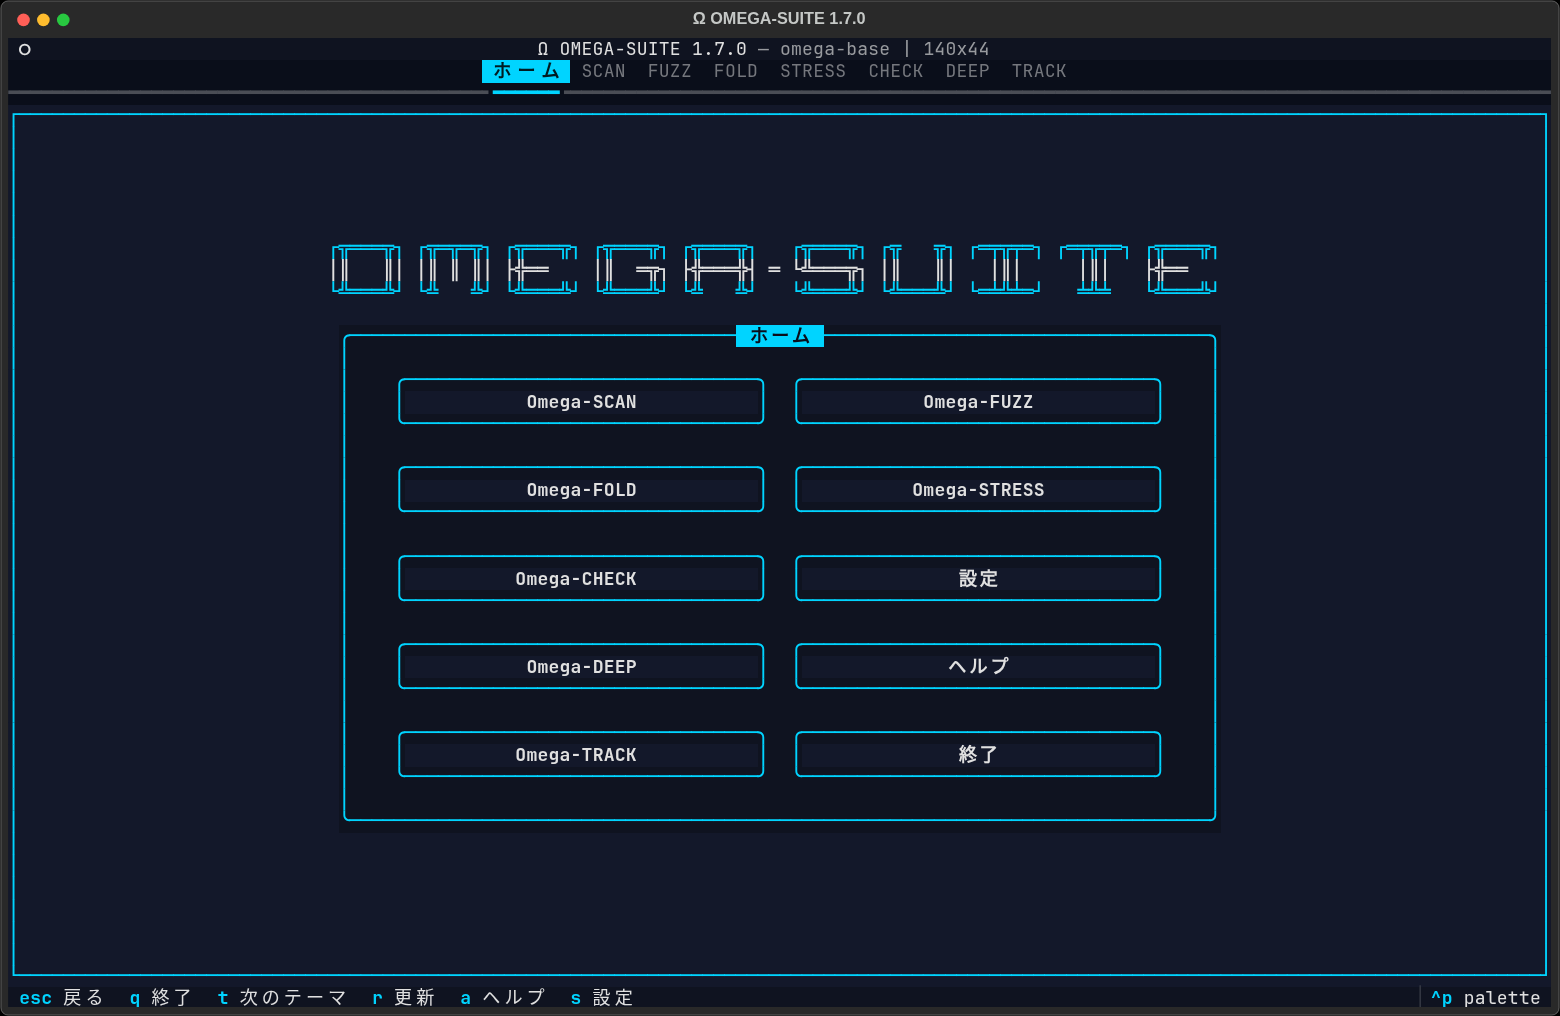 Ω OMEGA-SUITE 1.7.0
Ω OMEGA-SUITE 1.7.0 — omega-base | 140x44
ホーム SCAN FUZZ FOLD STRESS CHECK DEEP TRACK
OMEGA-SUITE
ホーム
Omega-SCAN Omega-FUZZ
Omega-FOLD Omega-STRESS
Omega-CHECK 設定
Omega-DEEP ヘルプ
Omega-TRACK 終了
esc 戻る q 終了 t 次のテーマ r 更新 a ヘルプ s 設定 ^p palette